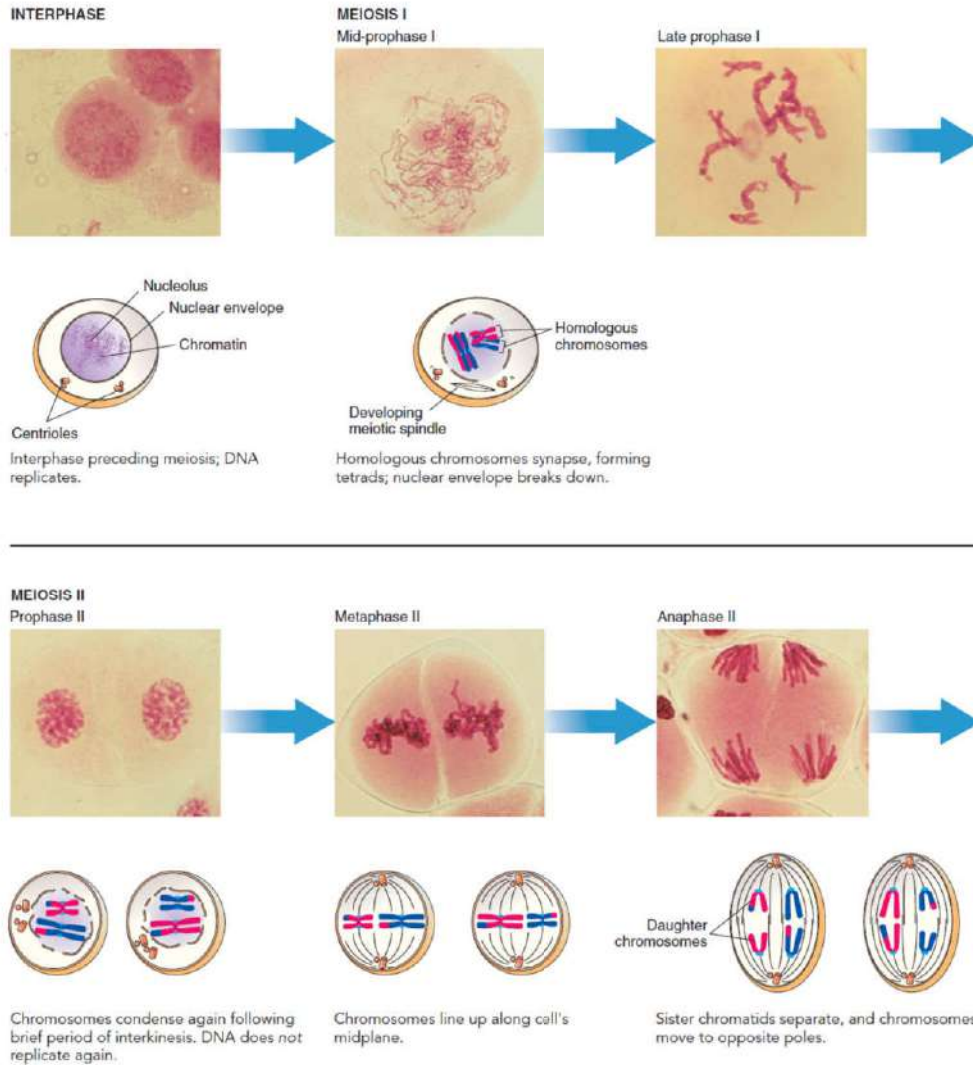 INTERPHASE
MEIOSIS I
Mid-prophase I
Late prophase I
Nucleolus
Nuclear envelope
Chromatin
Centrioles
Homologous
chromosomes
Developing
meiotic spindle
Interphase preceding meiosis; DNA
replicates.
Homologous chromosomes synapse, forming
tetrads; nuclear envelope breaks down.
MEIOSIS II
Prophase II
Metaphase II
Anaphase II
Daughter
chromosomes
Chromosomes condense again following
brief period of interkinesis. DNA does not
replicate again.
Chromosomes line up along cell's
midplane.
Sister chromatids separate, and chromosomes
move to opposite poles.